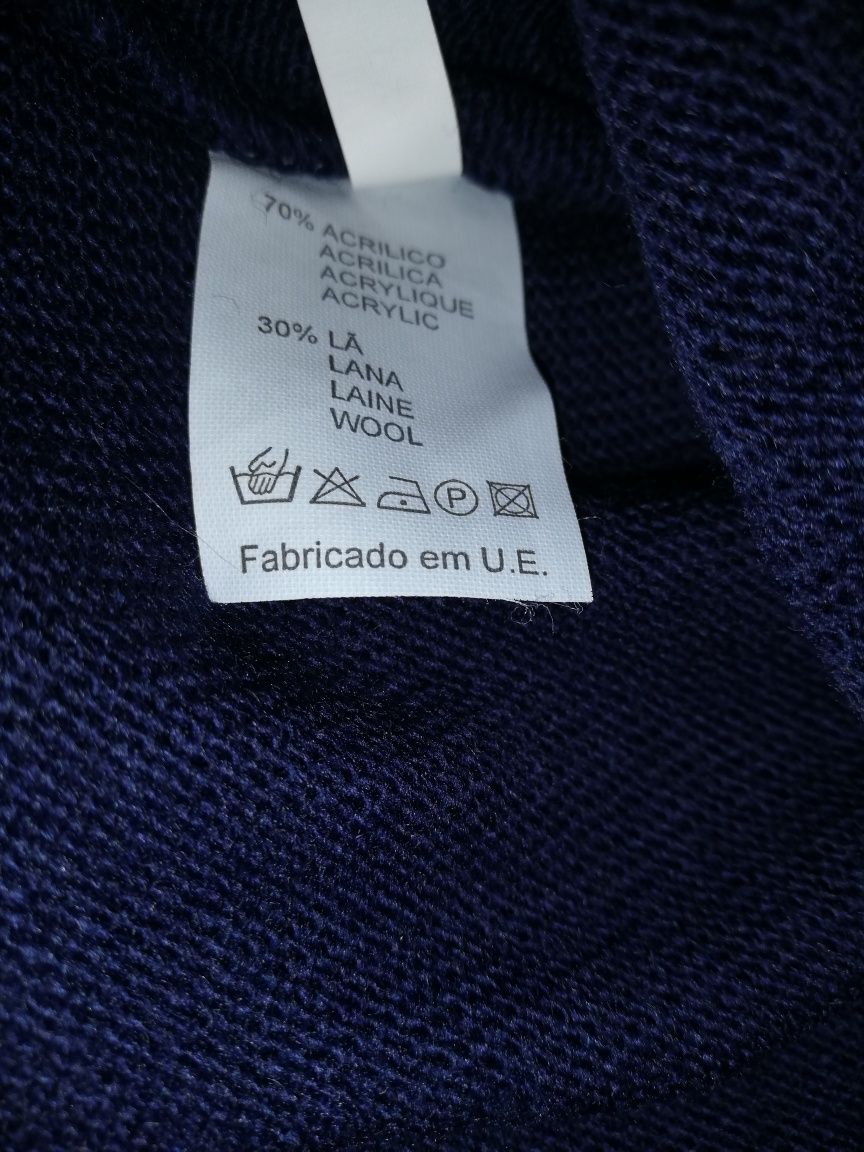 70% ACRILICO
ACRILICA
ACRYLIQUE
ACRYLIC
30% LÃ
LANA
LAINE
WOOL
P
Fabricado em U.E.